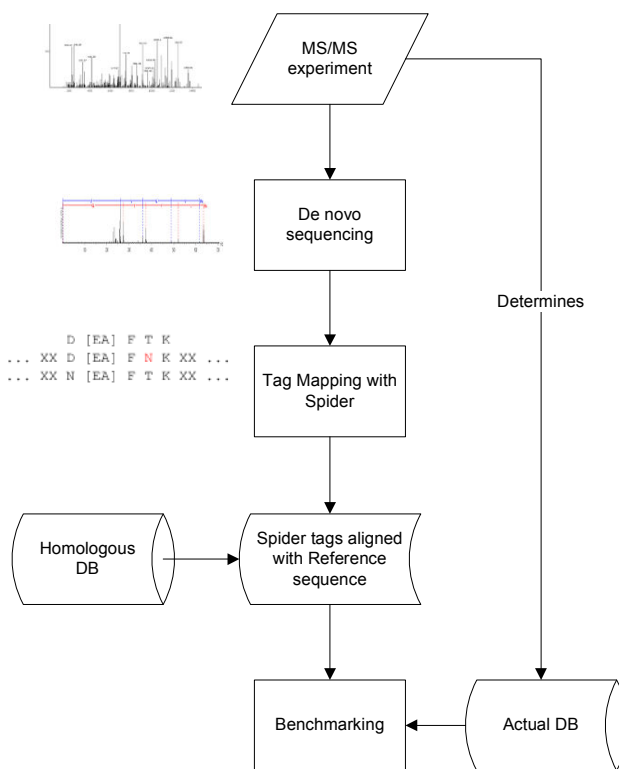 MS/MS
experiment
De novo
sequencing
Determines
D [EA] F T K
... XX D [EA] F N K XX ...
... XX N [EA] F T K XX ...
Tag Mapping with
Spider
Homologous
DB
Spider tags aligned
with Reference
sequence
Benchmarking
Actual DB